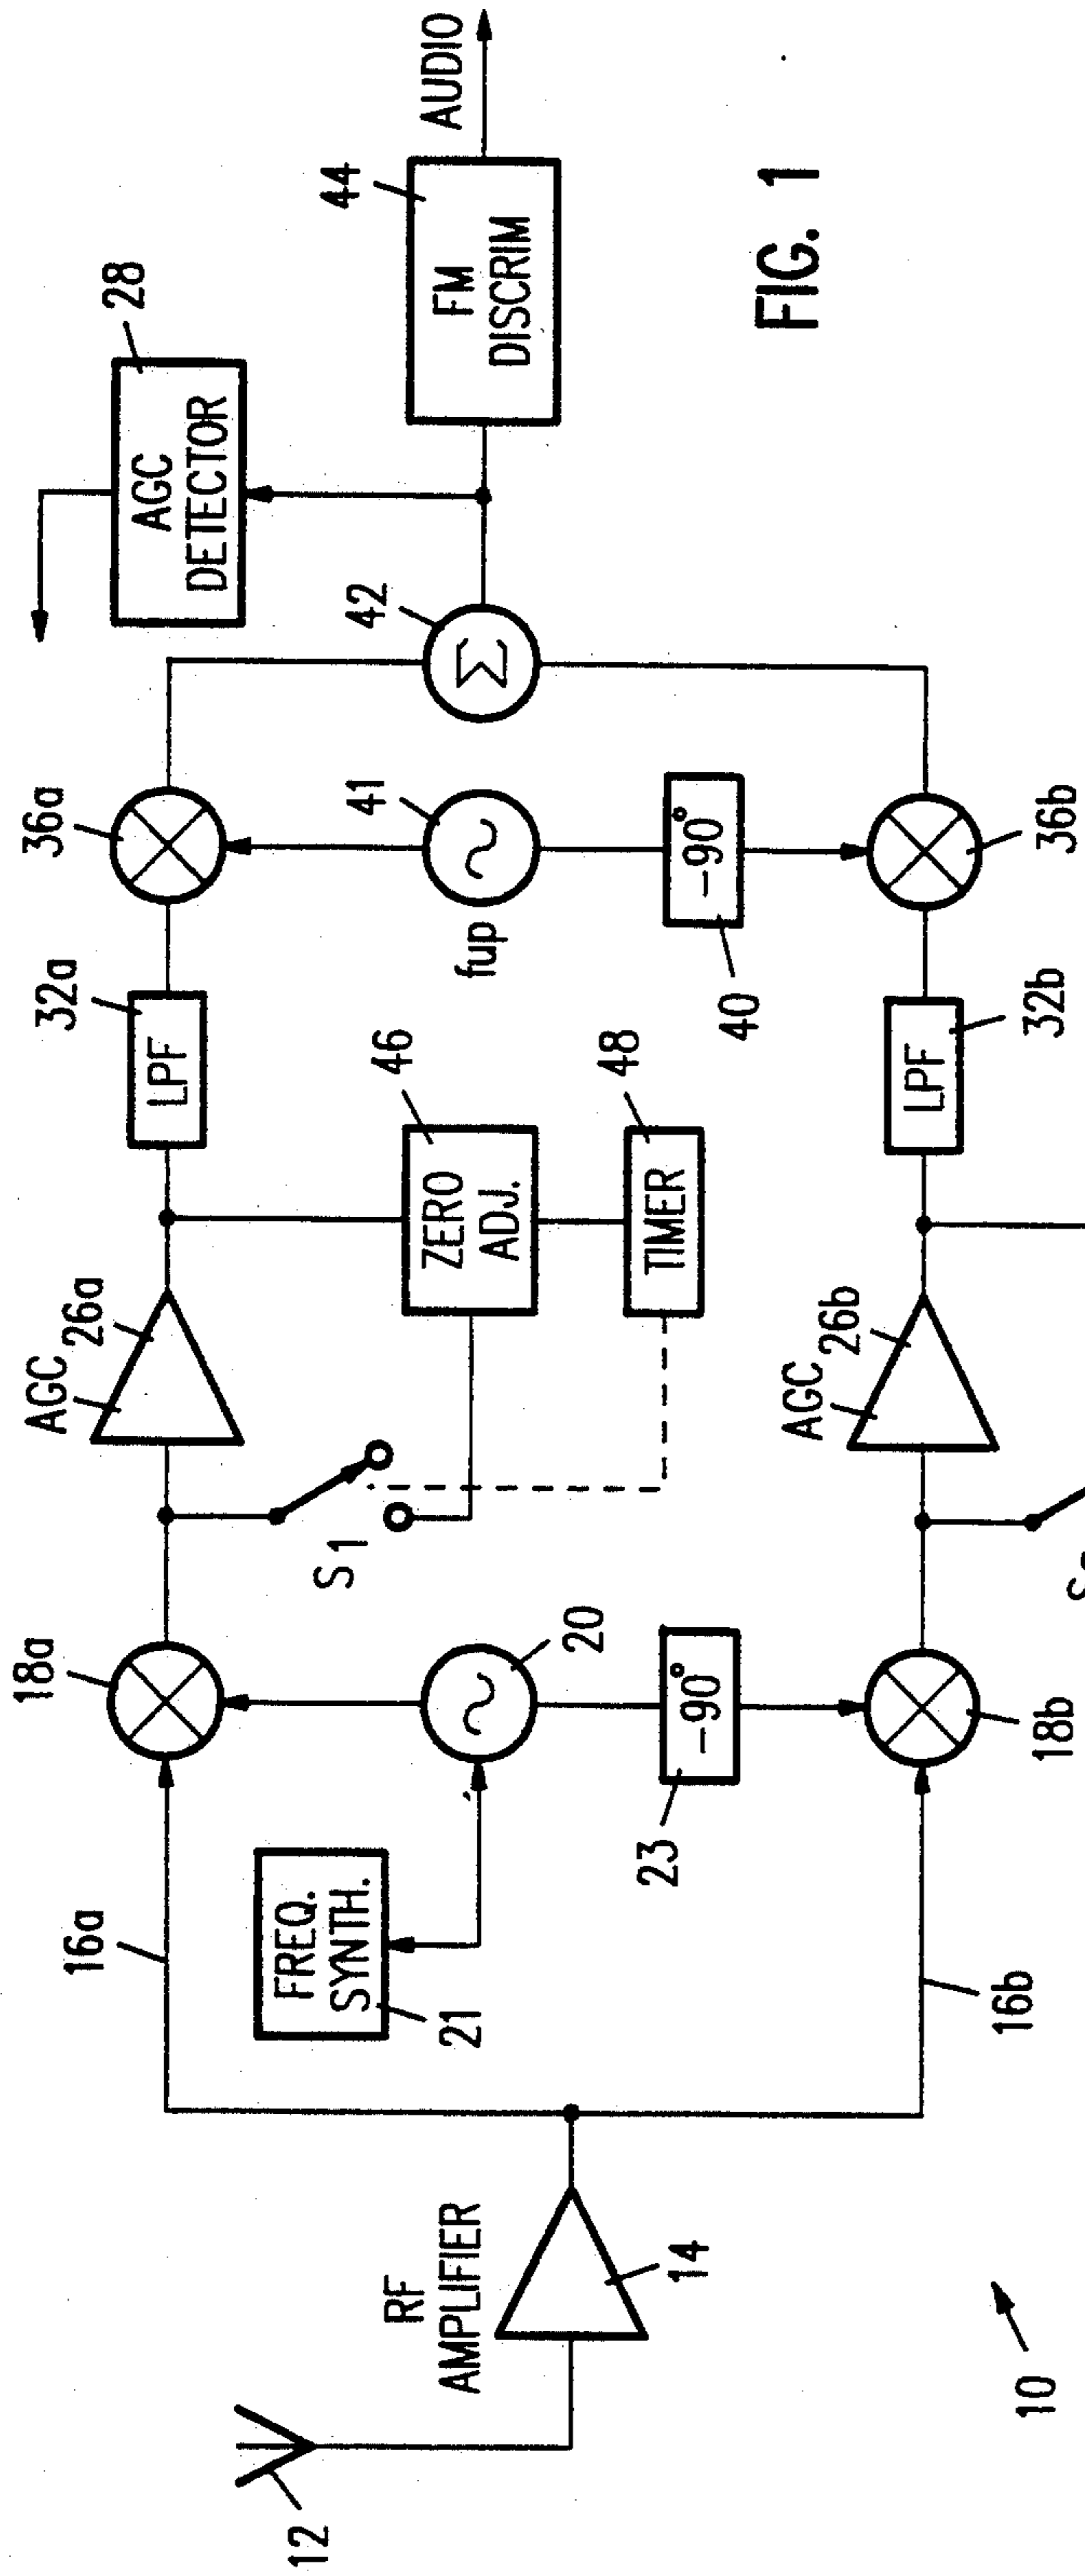 12
RF
AMPLIFIER
14
10
16a
16b
FREQ.
SYNTH.
21
18a
20
23
-90°
18b
S1
AGC
26a
AGC
26b
ZERO
ADJ.
46
TIMER
48
32a
LPF
LPF
32b
36a
41
fup
-90°
40
36b
42
Σ
AGC
DETECTOR
28
FM
DISCRIM
44
AUDIO
FIG. 1